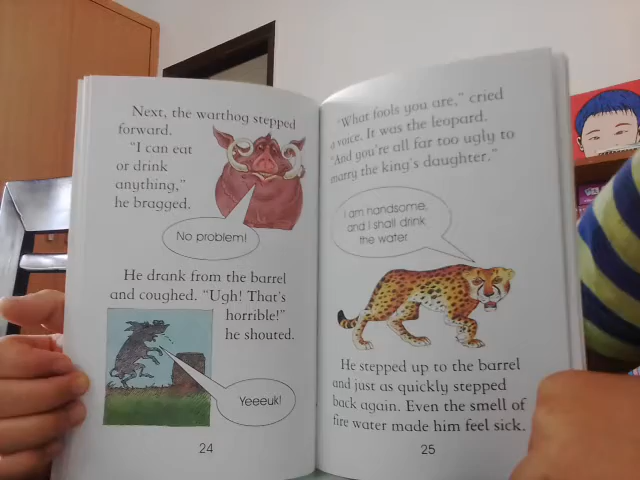 Next, the warthog stepped
forward.
"I can eat
or drink
anything,"
he bragged.
No problem!
He drank from the barrel
and coughed. "Ugh! That's
horrible!"
he shouted.
Yeeeuk!
24
"What fools you are," cried
a voice. It was the leopard.
"And you're all far too ugly to
marry the king's daughter."
I am handsome,
and I shall drink
the water.
He stepped up to the barrel
and just as quickly stepped
back again. Even the smell of
fire water made him feel sick.
25